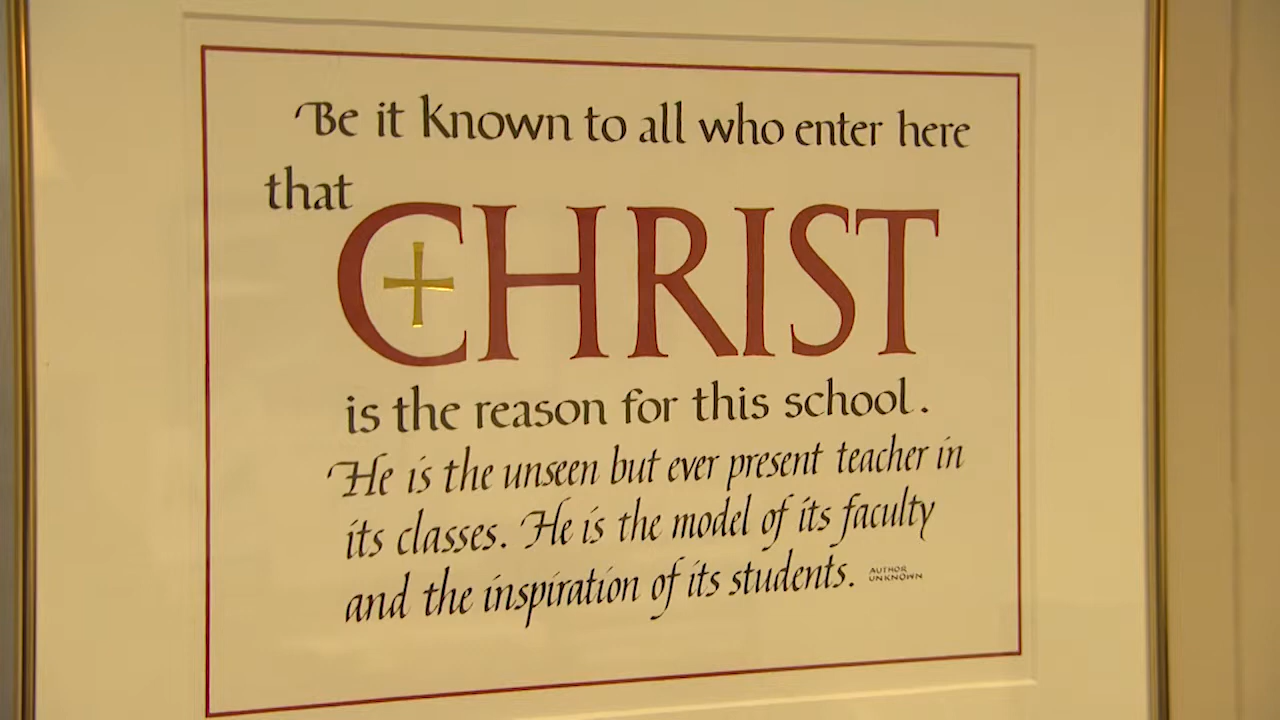 Be it known to all who enter here
that
CHRIST
is the reason for this school.
He is the unseen but ever present teacher in
its classes. He is the model of its faculty
and the inspiration of its students.
AUTHOR
UNKNOWN